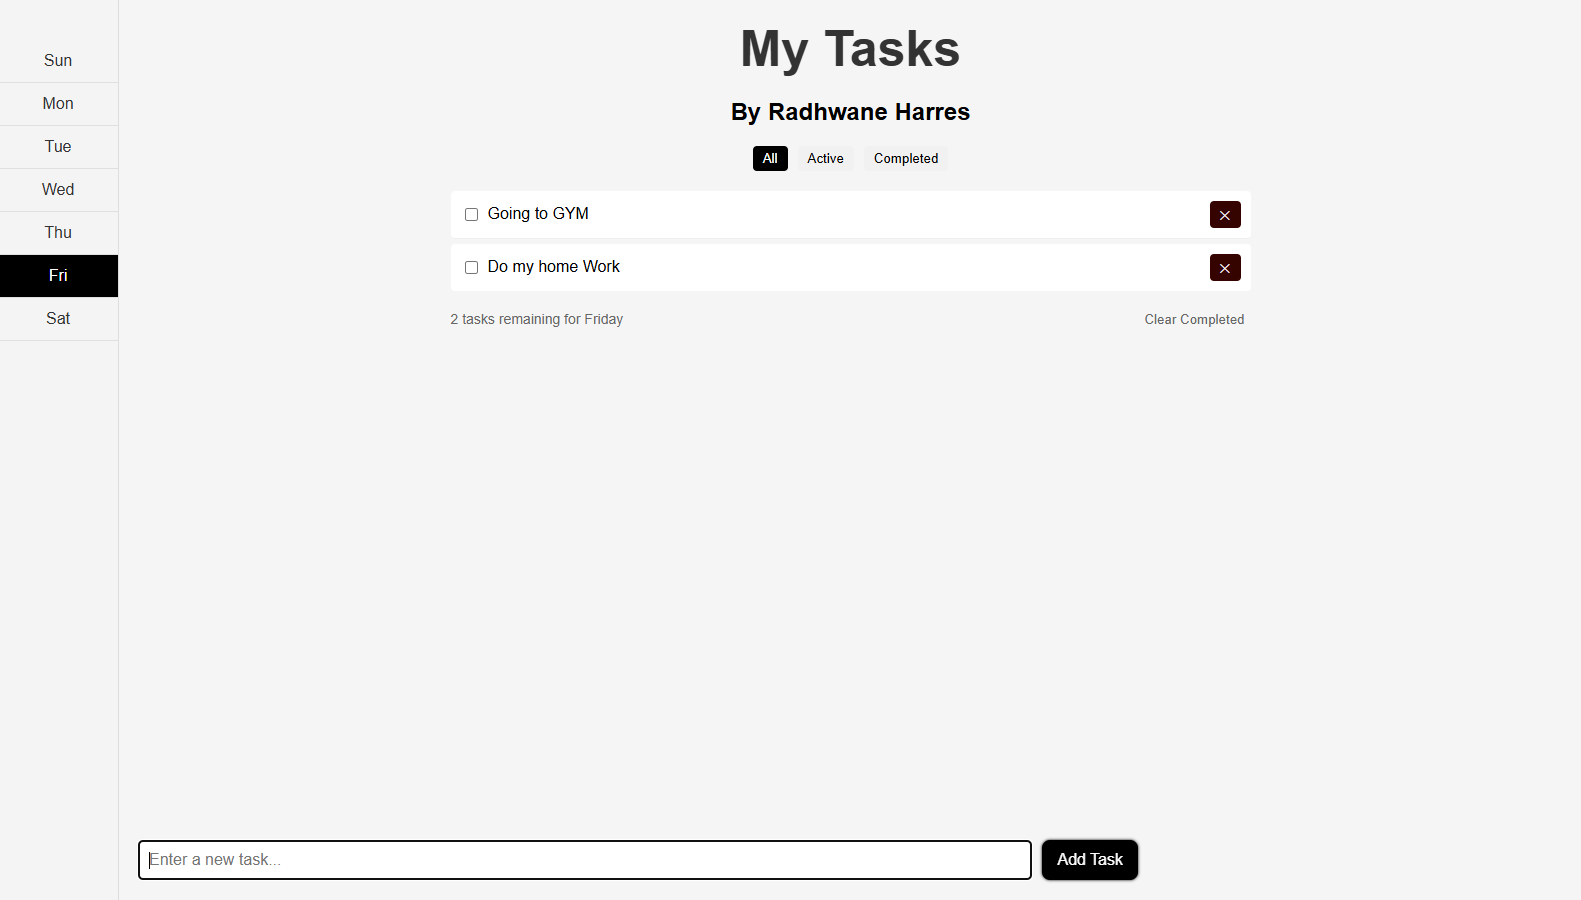 Sun
Mon
Tue
Wed
Thu
Fri
Sat
My Tasks
By Radhwane Harres
All Active Completed
Going to GYM
Do my home Work
2 tasks remaining for Friday Clear Completed
Enter a new task... Add Task